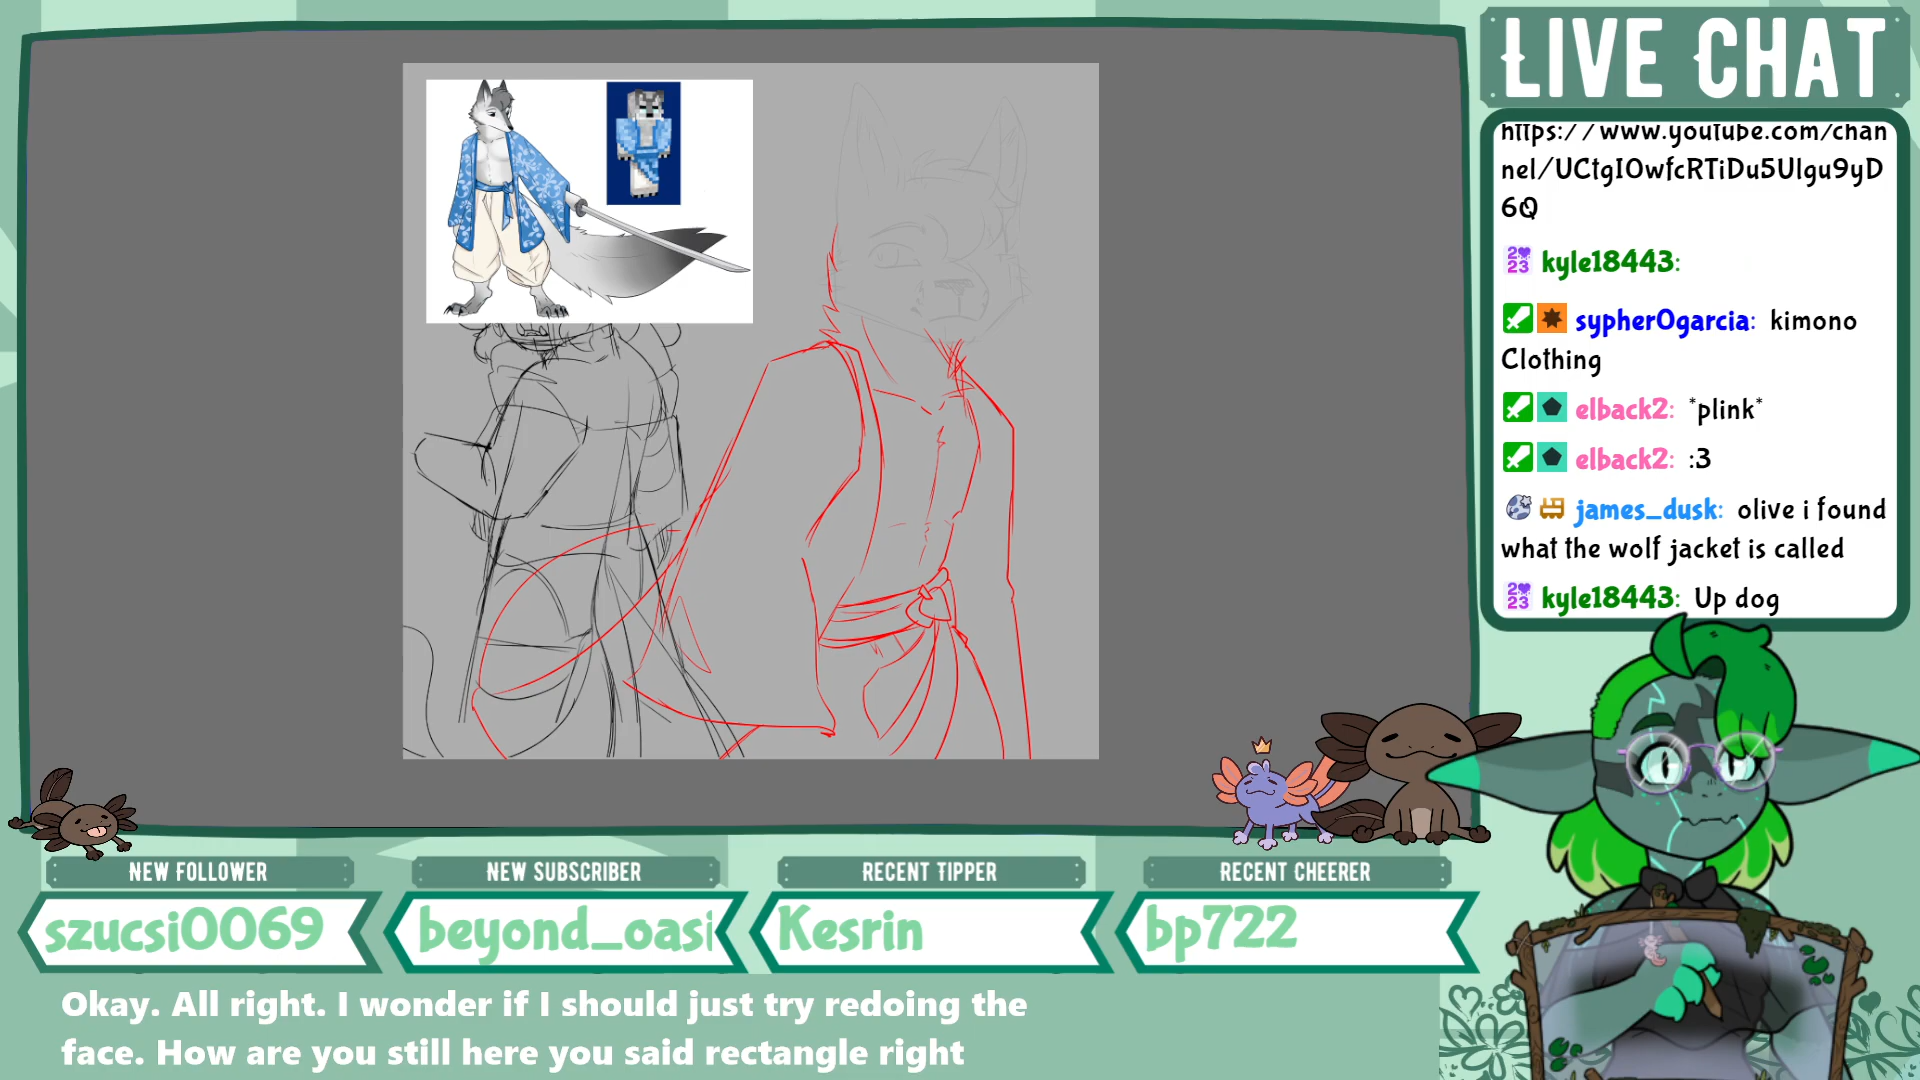 LIVE CHAT
https://www.youtube.com/chan
nel/UCtgIOwfcRTiDu5Ulgu9yD
6Q
kyle18443:
sypher0garcia: kimono
Clothing
elback2: *plink*
elback2: :3
james_dusk: olive i found
what the wolf jacket is called
kyle18443: Up dog
NEW FOLLOWER
szucsi0069
NEW SUBSCRIBER
beyond_oasi
RECENT TIPPER
Kesrin
RECENT CHEERER
bp722
Okay. All right. I wonder if I should just try redoing the
face. How are you still here you said rectangle right